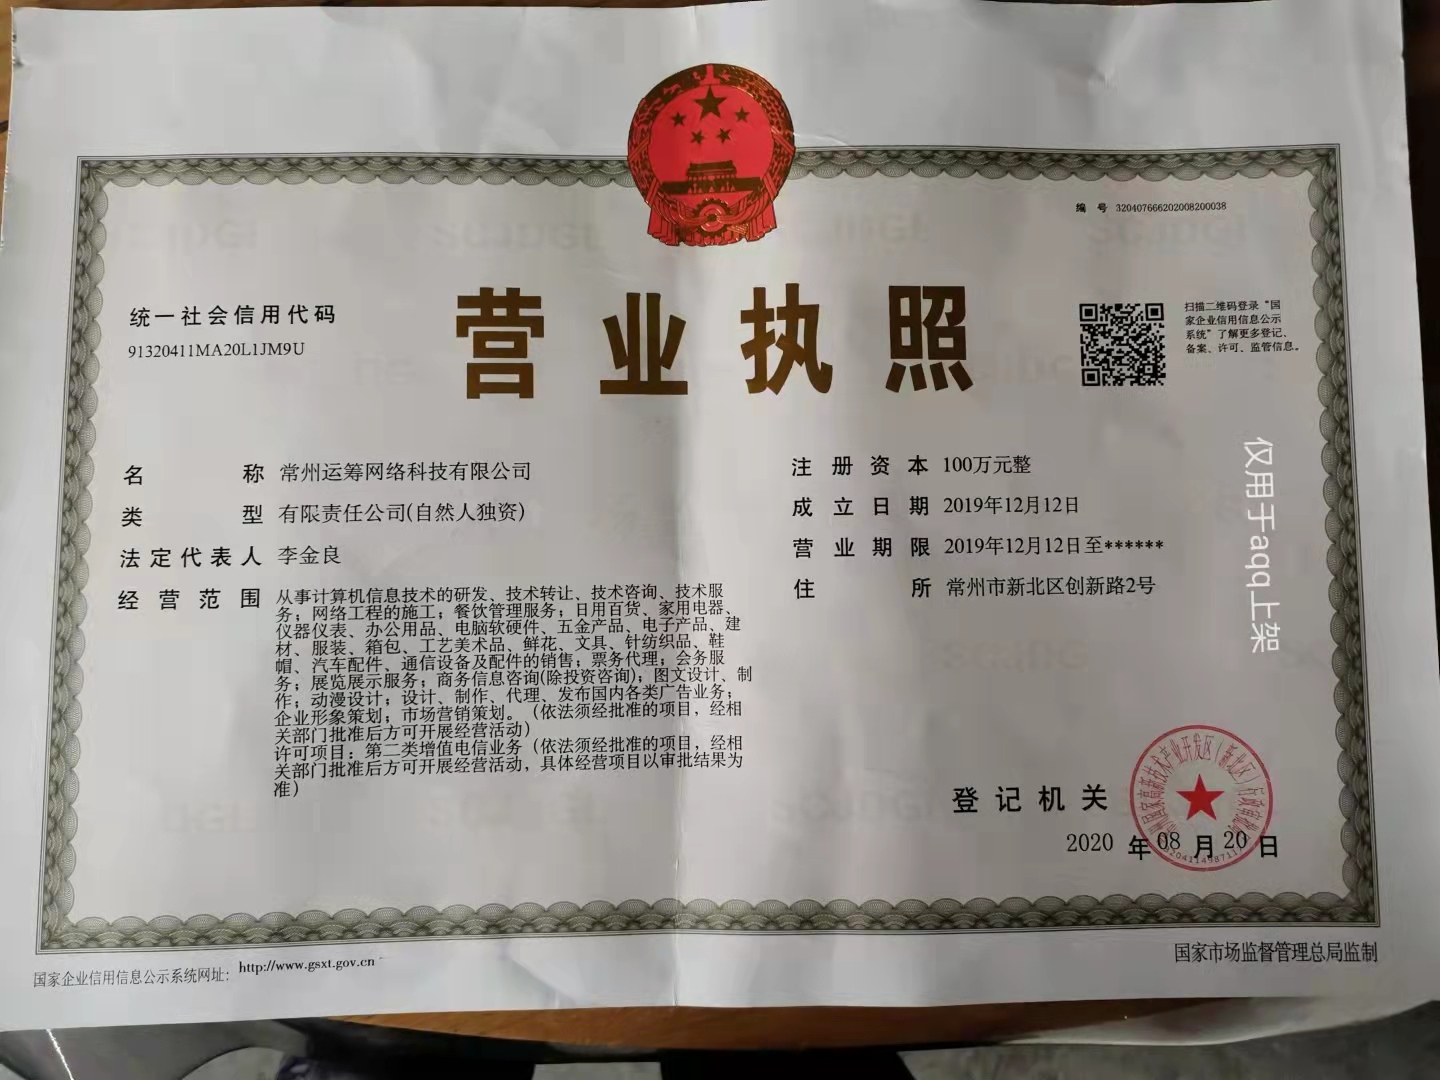 编 号 320407666202008200038
统一社会信用代码
91320411MA20L1JM9U
营业执照
扫描二维码登录“国
家企业信用信息公示
系统”了解更多登记、
备案、许可、监管信息。
名 称 常州运筹网络科技有限公司
类 型 有限责任公司(自然人独资)
法定代表人 李金良
经营范围 从事计算机信息技术的研发、技术转让、技术咨询、技术服
务；网络工程的施工；餐饮管理服务；日用百货、家用电器、
仪器仪表、办公用品、电脑软硬件、五金产品、电子产品、建
材、服装、箱包、工艺美术品、鲜花、文具、针纺织品、鞋
帽、汽车配件、通信设备及配件的销售；票务代理；会务服
务；展览展示服务；商务信息咨询(除投资咨询)；图文设计、制
作；动漫设计；设计、制作、代理、发布国内各类广告业务；
企业形象策划；市场营销策划。（依法须经批准的项目，经相
关部门批准后方可开展经营活动）
许可项目：第二类增值电信业务（依法须经批准的项目，经相
关部门批准后方可开展经营活动，具体经营项目以审批结果为
准）
注册资本 100万元整
成立日期 2019年12月12日
营业期限 2019年12月12日至******
住 所 常州市新北区创新路2号
仅用于aqq上架
登记机关
2020 年 08 月 20 日
国家企业信用信息公示系统网址： http://www.gsxt.gov.cn
国家市场监督管理总局监制